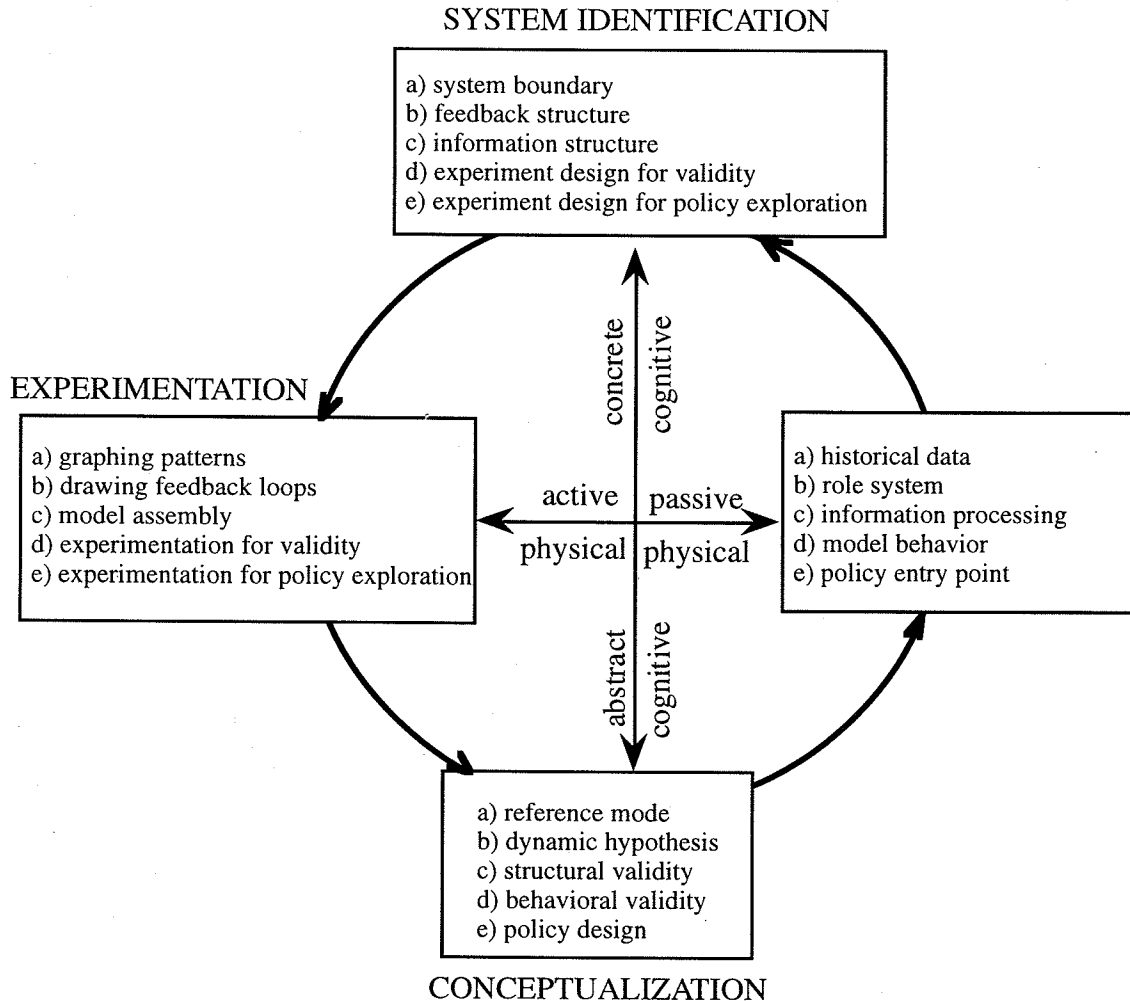 SYSTEM IDENTIFICATION
a) system boundary
b) feedback structure
c) information structure
d) experiment design for validity
e) experiment design for policy exploration
EXPERIMENTATION
a) graphing patterns
b) drawing feedback loops
c) model assembly
d) experimentation for validity
e) experimentation for policy exploration
concrete
cognitive
active
passive
physical
physical
abstract
cognitive
a) historical data
b) role system
c) information processing
d) model behavior
e) policy entry point
a) reference mode
b) dynamic hypothesis
c) structural validity
d) behavioral validity
e) policy design
CONCEPTUALIZATION